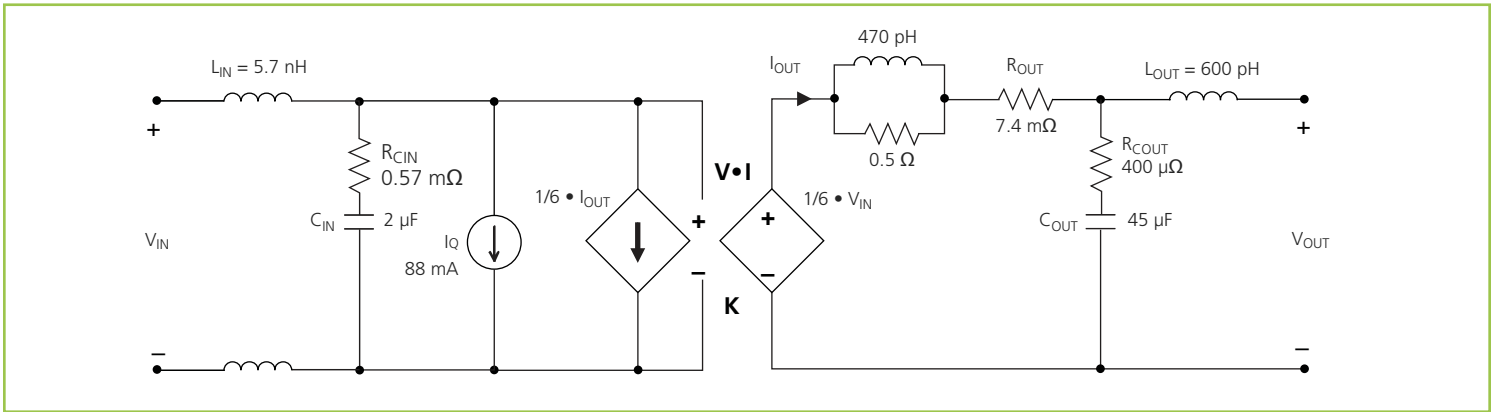 L_IN = 5.7 nH
+
V_IN
–
R_CIN
0.57 mΩ
C_IN
2 µF
I_Q
88 mA
1/6 • I_OUT
V•I
+
–
K
+
–
1/6 • V_IN
I_OUT
470 pH
0.5 Ω
R_OUT
7.4 mΩ
L_OUT = 600 pH
R_COUT
400 µΩ
C_OUT
45 µF
+
V_OUT
–